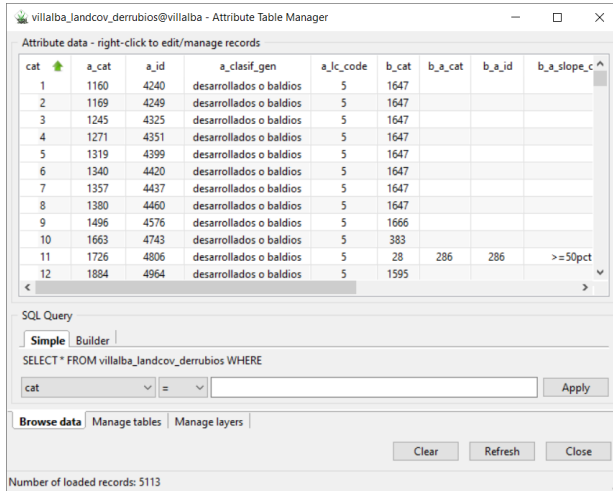 villalba_landcov_derrubios@villalba - Attribute Table Manager
Attribute data - right-click to edit/manage records
cat a_cat a_id a_clasif_gen a_lc_code b_cat b_a_cat b_a_id b_a_slope_c
1 1160 4240 desarrollados o baldios 5 1647
2 1169 4249 desarrollados o baldios 5 1647
3 1245 4325 desarrollados o baldios 5 1647
4 1271 4351 desarrollados o baldios 5 1647
5 1319 4399 desarrollados o baldios 5 1647
6 1340 4420 desarrollados o baldios 5 1647
7 1357 4437 desarrollados o baldios 5 1647
8 1380 4460 desarrollados o baldios 5 1647
9 1496 4576 desarrollados o baldios 5 1666
10 1663 4743 desarrollados o baldios 5 383
11 1726 4806 desarrollados o baldios 5 28 286 286 >=50pct
12 1884 4964 desarrollados o baldios 5 1595
SQL Query
Simple Builder
SELECT * FROM villalba_landcov_derrubios WHERE
cat = Apply
Browse data Manage tables Manage layers
Clear Refresh Close
Number of loaded records: 5113